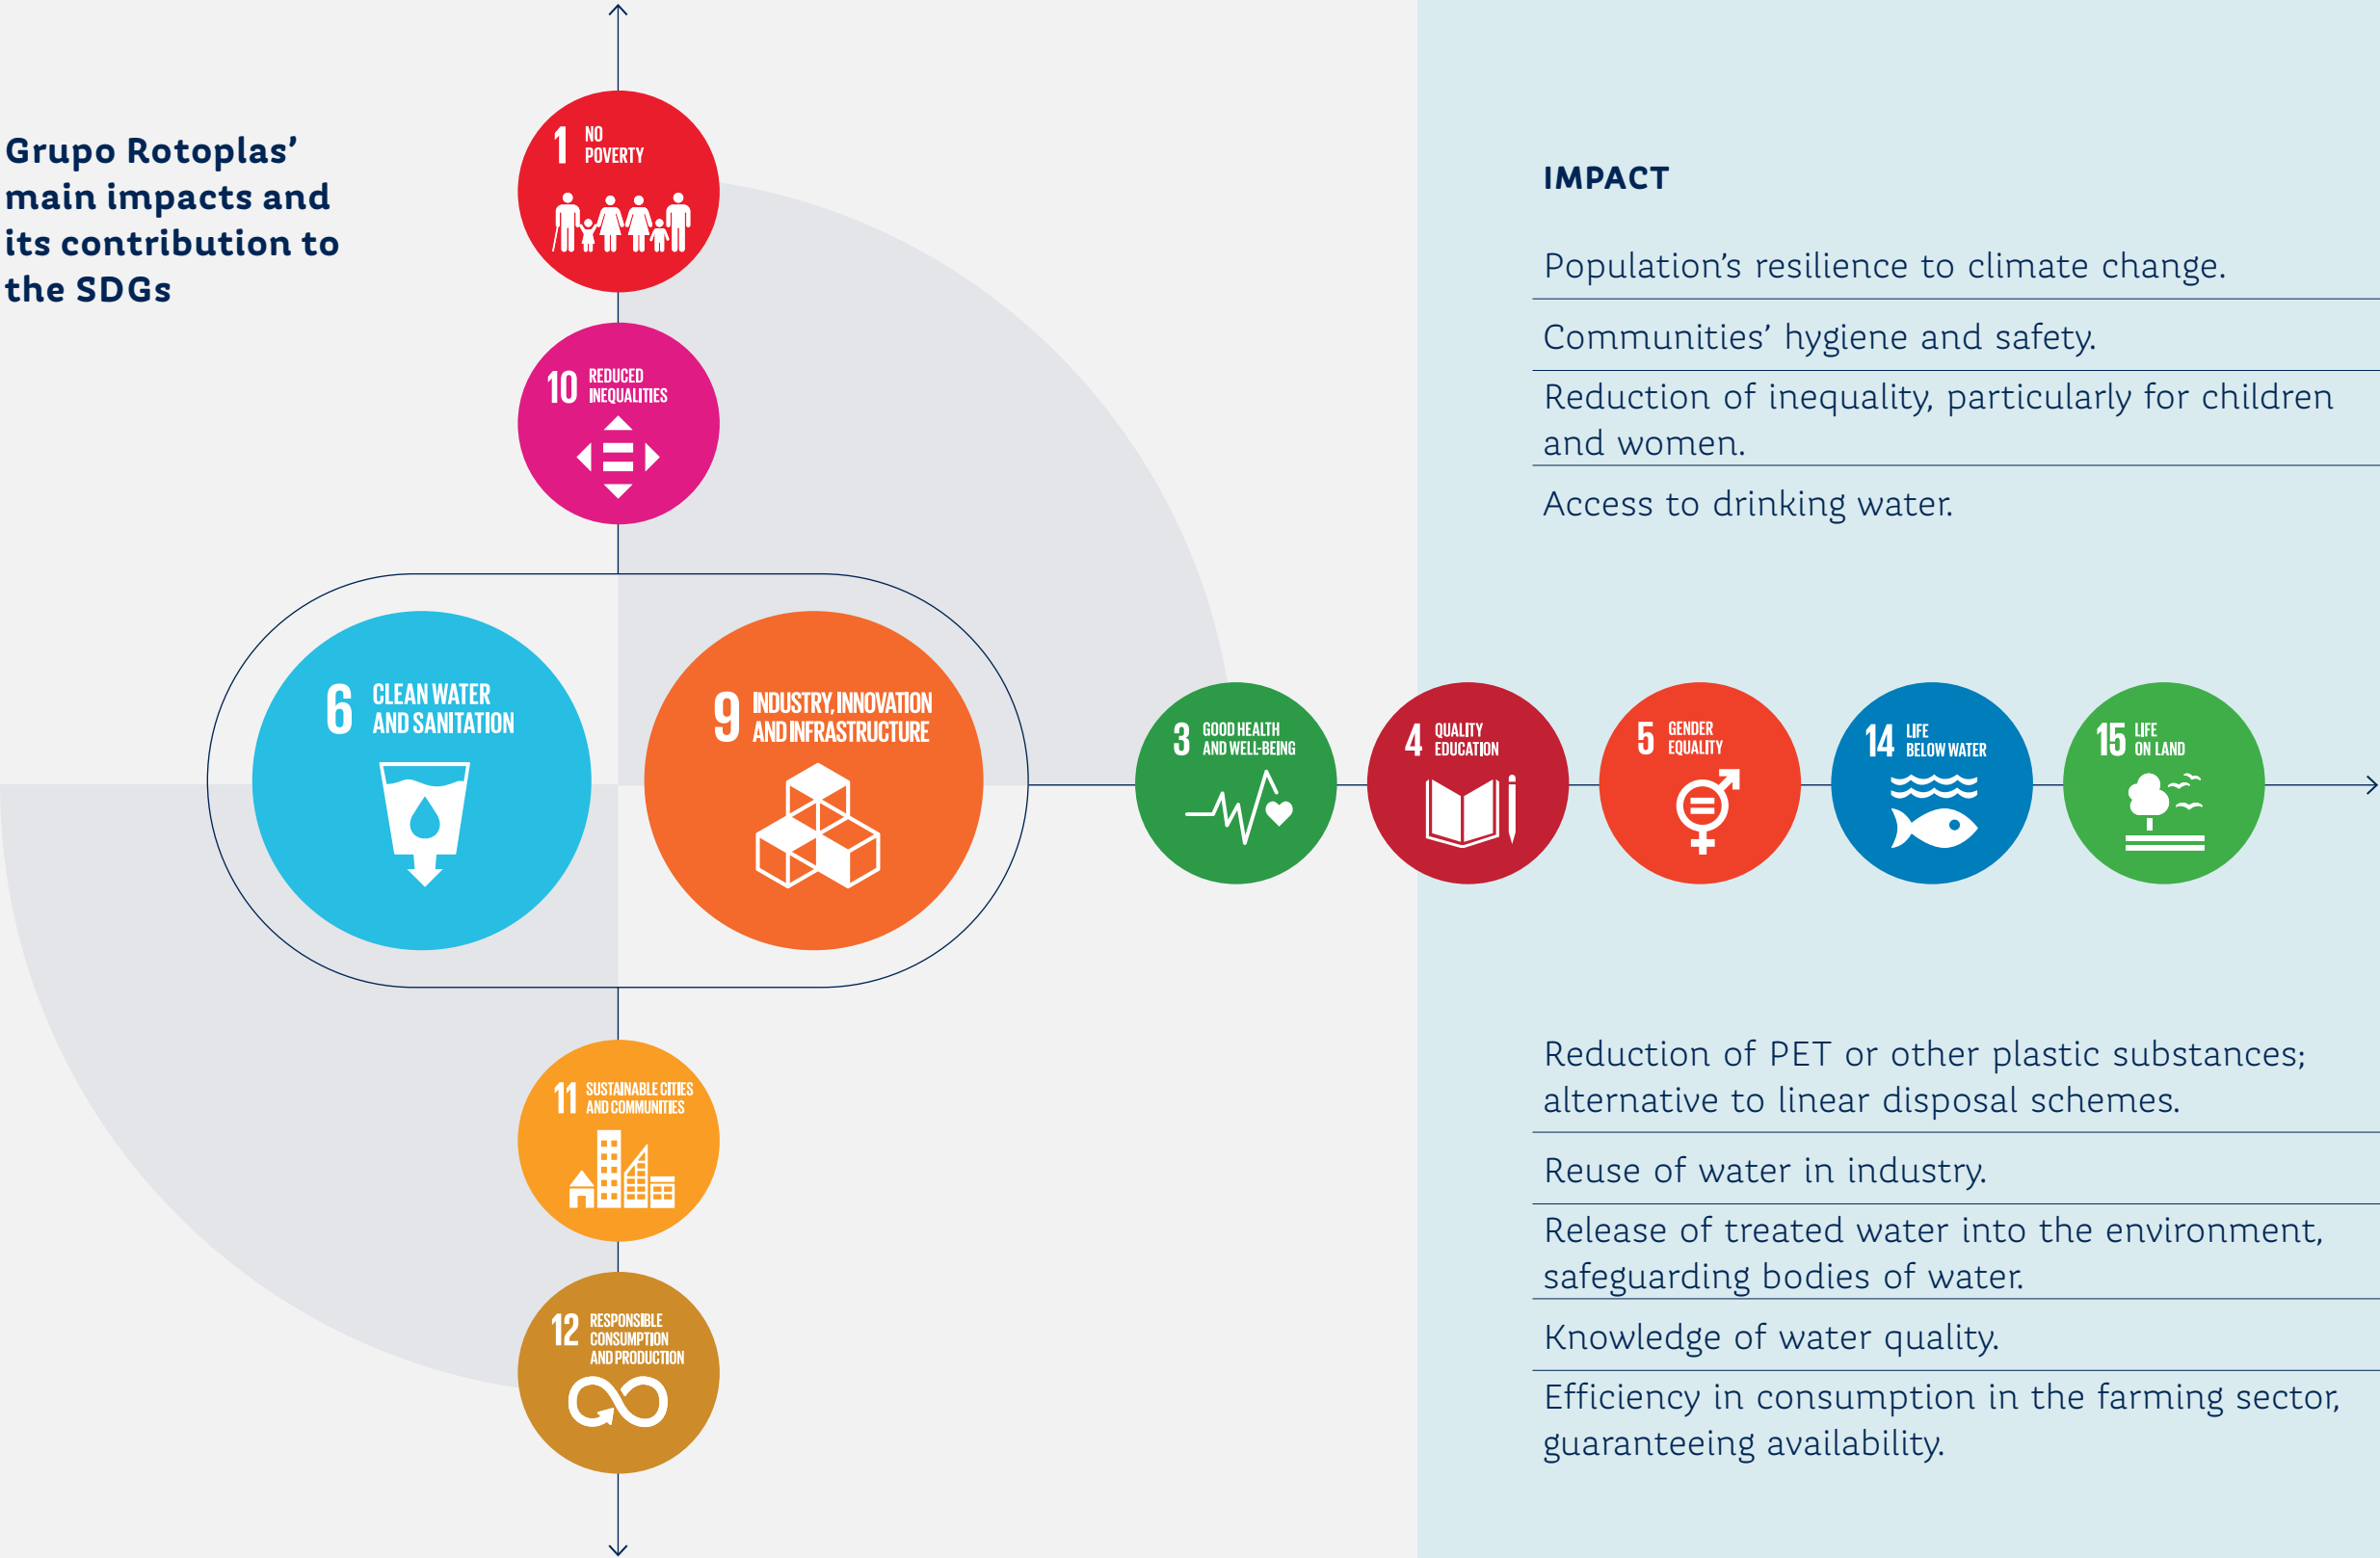 Grupo Rotoplas’
main impacts and
its contribution to
the SDGs
1 NO
POVERTY
10 REDUCED
INEQUALITIES
6 CLEAN WATER
AND SANITATION
9 INDUSTRY, INNOVATION
AND INFRASTRUCTURE
3 GOOD HEALTH
AND WELL-BEING
4 QUALITY
EDUCATION
5 GENDER
EQUALITY
14 LIFE
BELOW WATER
15 LIFE
ON LAND
11 SUSTAINABLE CITIES
AND COMMUNITIES
12 RESPONSIBLE
CONSUMPTION
AND PRODUCTION
IMPACT
Population’s resilience to climate change.
Communities’ hygiene and safety.
Reduction of inequality, particularly for children
and women.
Access to drinking water.
Reduction of PET or other plastic substances;
alternative to linear disposal schemes.
Reuse of water in industry.
Release of treated water into the environment,
safeguarding bodies of water.
Knowledge of water quality.
Efficiency in consumption in the farming sector,
guaranteeing availability.